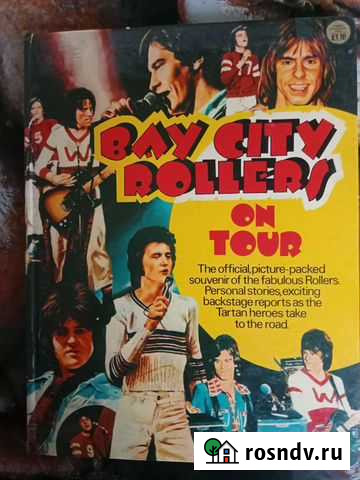 BAY CITY
ROLLERS
ON
TOUR
The official, picture-packed
souvenir of the fabulous Rollers.
Personal stories, exciting
backstage reports as the
Tartan heroes take
to the road.
rosndv.ru